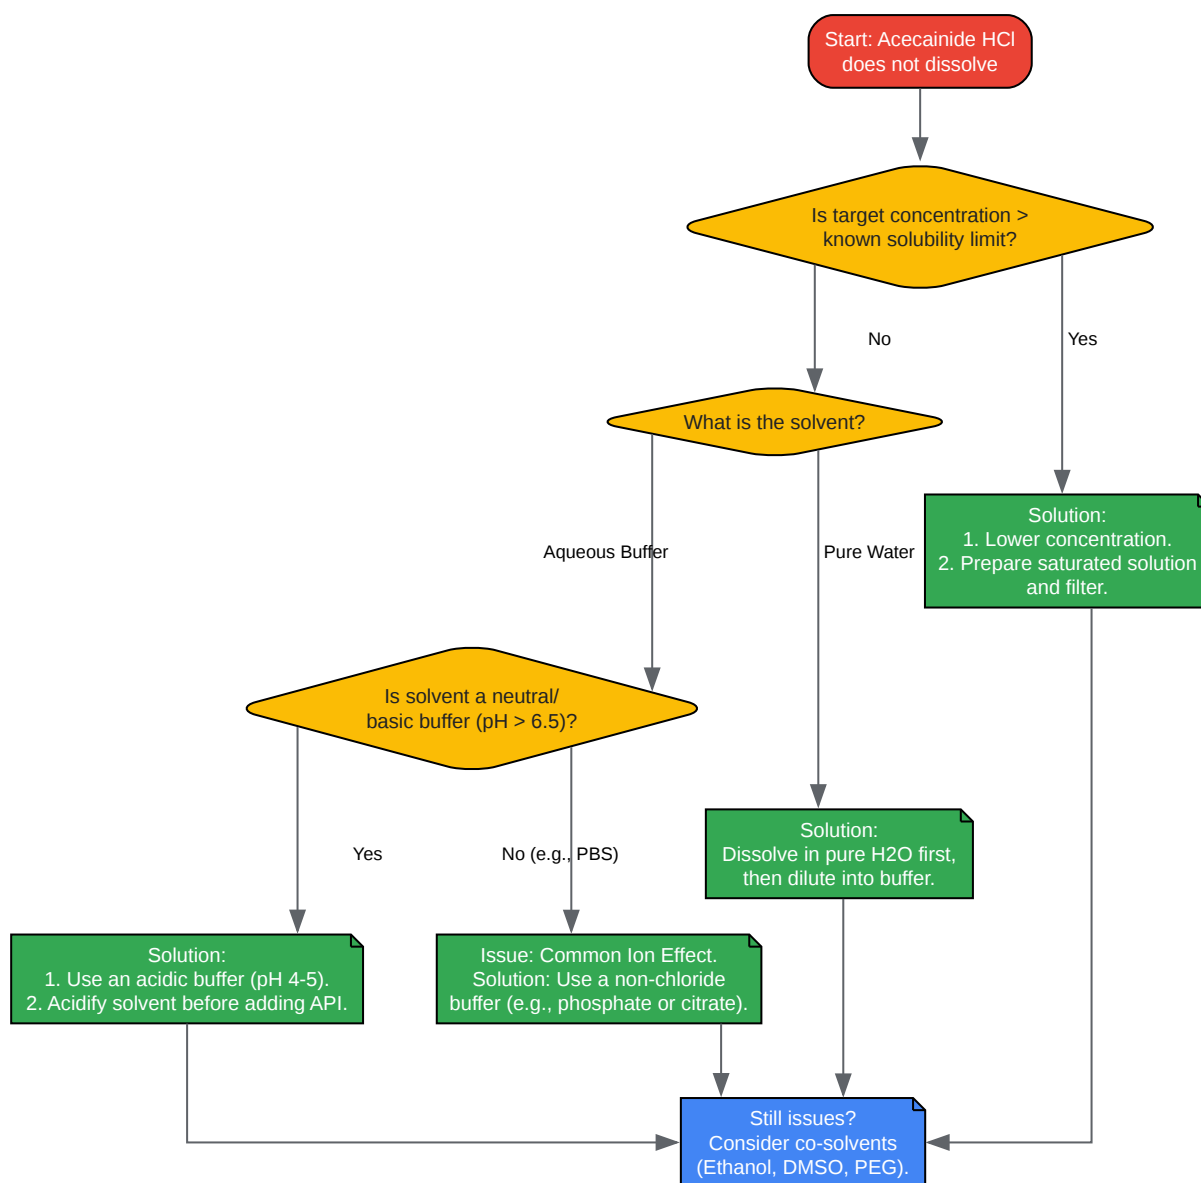 Start: Acecainide HCl
does not dissolve
Is target concentration >
known solubility limit?
No
Yes
What is the solvent?
Solution:
1. Lower concentration.
2. Prepare saturated solution
and filter.
Aqueous Buffer
Pure Water
Is solvent a neutral/
basic buffer (pH > 6.5)?
Solution:
Dissolve in pure H2O first,
then dilute into buffer.
Yes
No (e.g., PBS)
Solution:
1. Use an acidic buffer (pH 4-5).
2. Acidify solvent before adding API.
Issue: Common Ion Effect.
Solution: Use a non-chloride
buffer (e.g., phosphate or citrate).
Still issues?
Consider co-solvents
(Ethanol, DMSO, PEG).